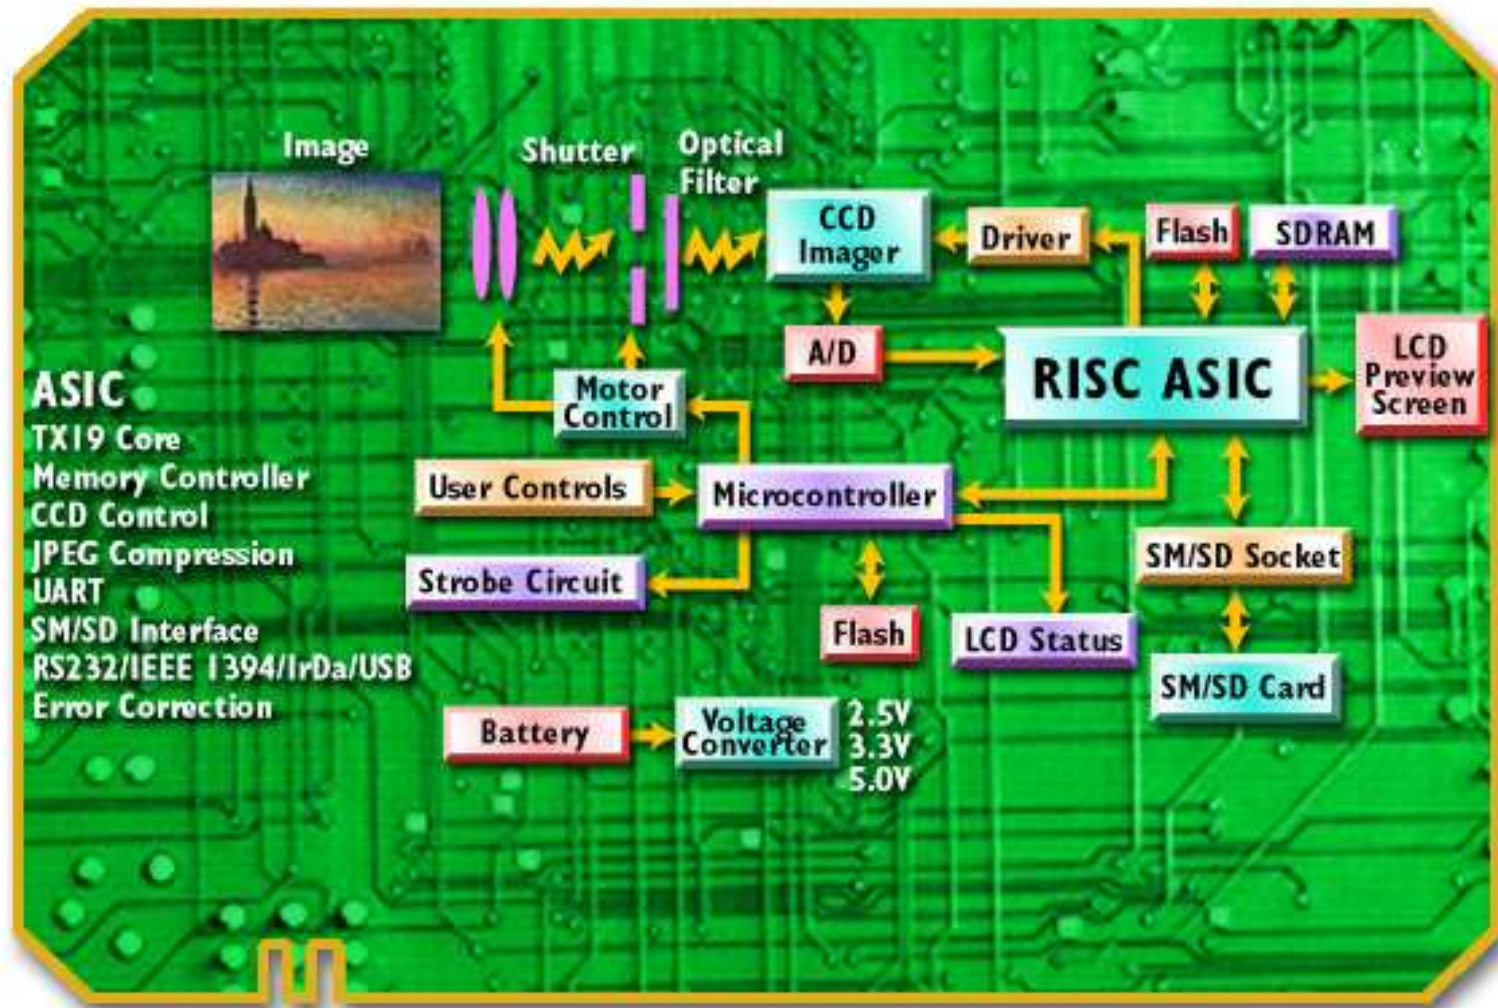 Image
Shutter
Optical
Filter
CCD
Imager
Driver
Flash
SDRAM
A/D
RISC ASIC
LCD
Preview
Screen
Motor
Control
ASIC
TX19 Core
Memory Controller
CCD Control
JPEG Compression
UART
SM/SD Interface
RS232/IEEE 1394/IrDa/USB
Error Correction
User Controls
Microcontroller
Strobe Circuit
SM/SD Socket
Flash
LCD Status
SM/SD Card
Battery
Voltage
Converter
2.5V
3.3V
5.0V